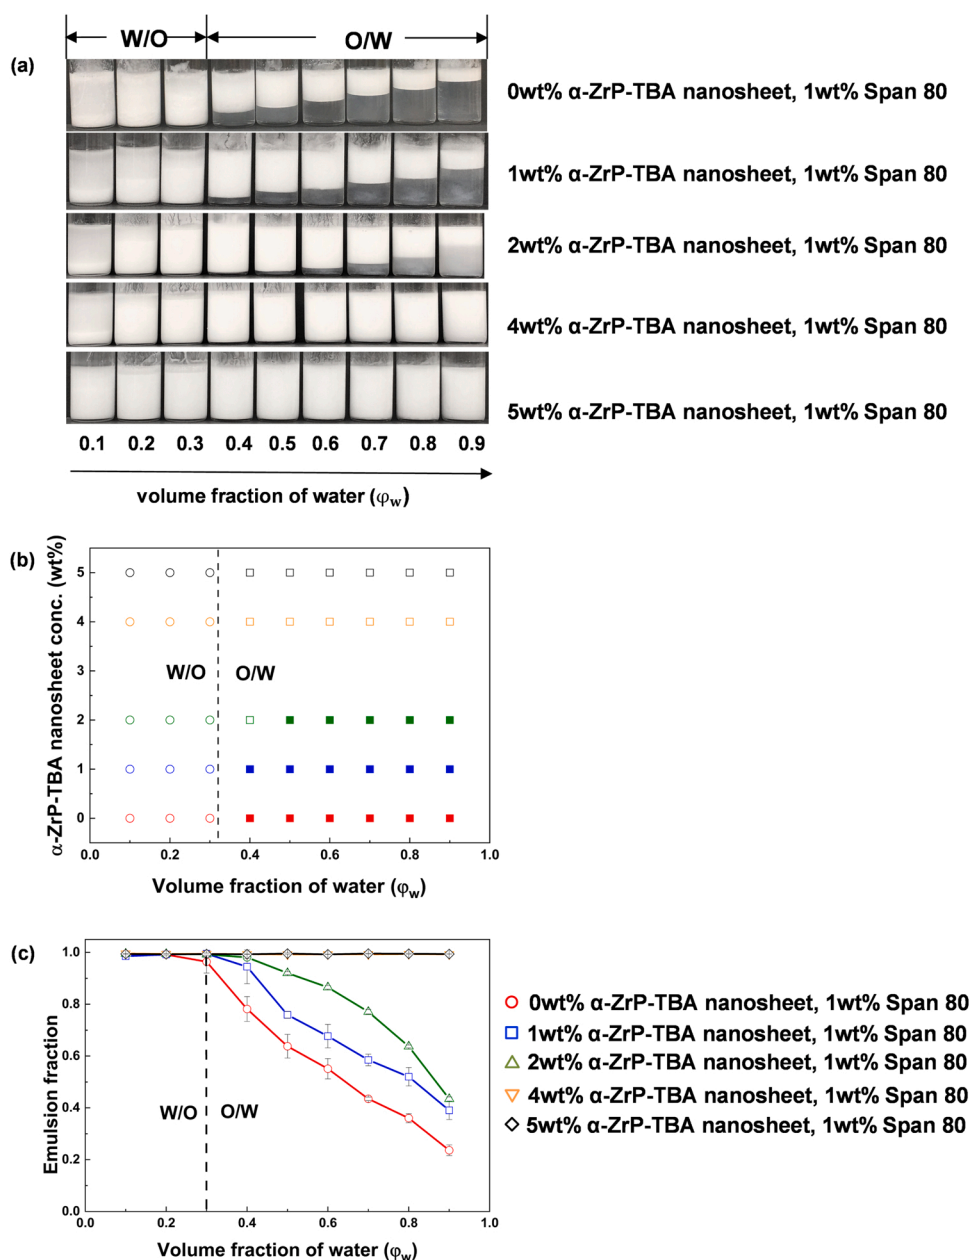 W/O O/W
(a)
0wt% α-ZrP-TBA nanosheet, 1wt% Span 80
1wt% α-ZrP-TBA nanosheet, 1wt% Span 80
2wt% α-ZrP-TBA nanosheet, 1wt% Span 80
4wt% α-ZrP-TBA nanosheet, 1wt% Span 80
5wt% α-ZrP-TBA nanosheet, 1wt% Span 80
0.1 0.2 0.3 0.4 0.5 0.6 0.7 0.8 0.9
volume fraction of water (φw)
(b)
α-ZrP-TBA nanosheet conc. (wt%)
5
4
3
2
1
0
W/O O/W
0.0 0.2 0.4 0.6 0.8 1.0
Volume fraction of water (φw)
(c)
Emulsion fraction
1.0
0.8
0.6
0.4
0.2
0.0
W/O O/W
0.0 0.2 0.4 0.6 0.8 1.0
Volume fraction of water (φw)
0wt% α-ZrP-TBA nanosheet, 1wt% Span 80
1wt% α-ZrP-TBA nanosheet, 1wt% Span 80
2wt% α-ZrP-TBA nanosheet, 1wt% Span 80
4wt% α-ZrP-TBA nanosheet, 1wt% Span 80
5wt% α-ZrP-TBA nanosheet, 1wt% Span 80